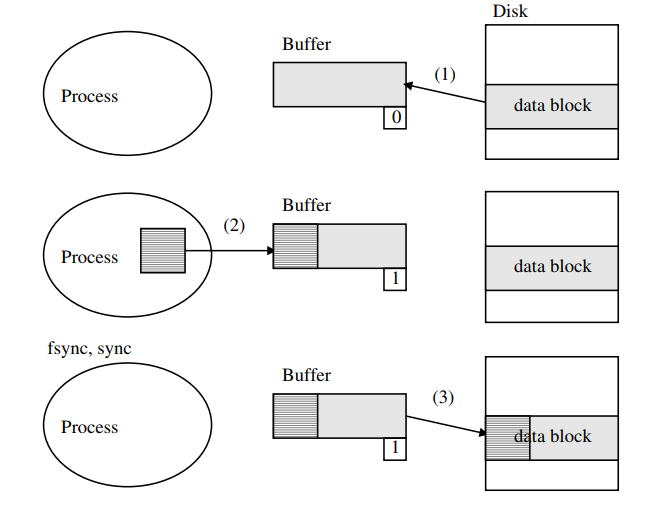 Disk
Buffer
(1)
Process
data block
0
Buffer
(2)
Process
data block
1
fsync, sync
Buffer
(3)
Process
data block
1